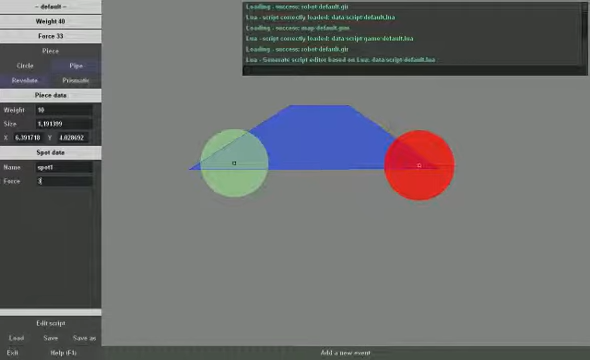 -- default --
Weight 40
Force 33
Piece
Circle Pipe
Revolute Prismatic
Piece data
Weight 10
Size 1,191399
X 6,391718 Y 4,028692
Spot data
Name spot1
Force
Edit script
Load Save Save as
Exit Help (F1)
Loading - success: robot-default.gir
Lua - script correctly loaded: data-script-default.lua
Loading - success: map-default.gim
Lua - script correctly loaded: data-script-game-default.lua
Loading - success: robot-default.gir
Lua - Separate script editor based on Lua: data-script-default.lua
Add a new event